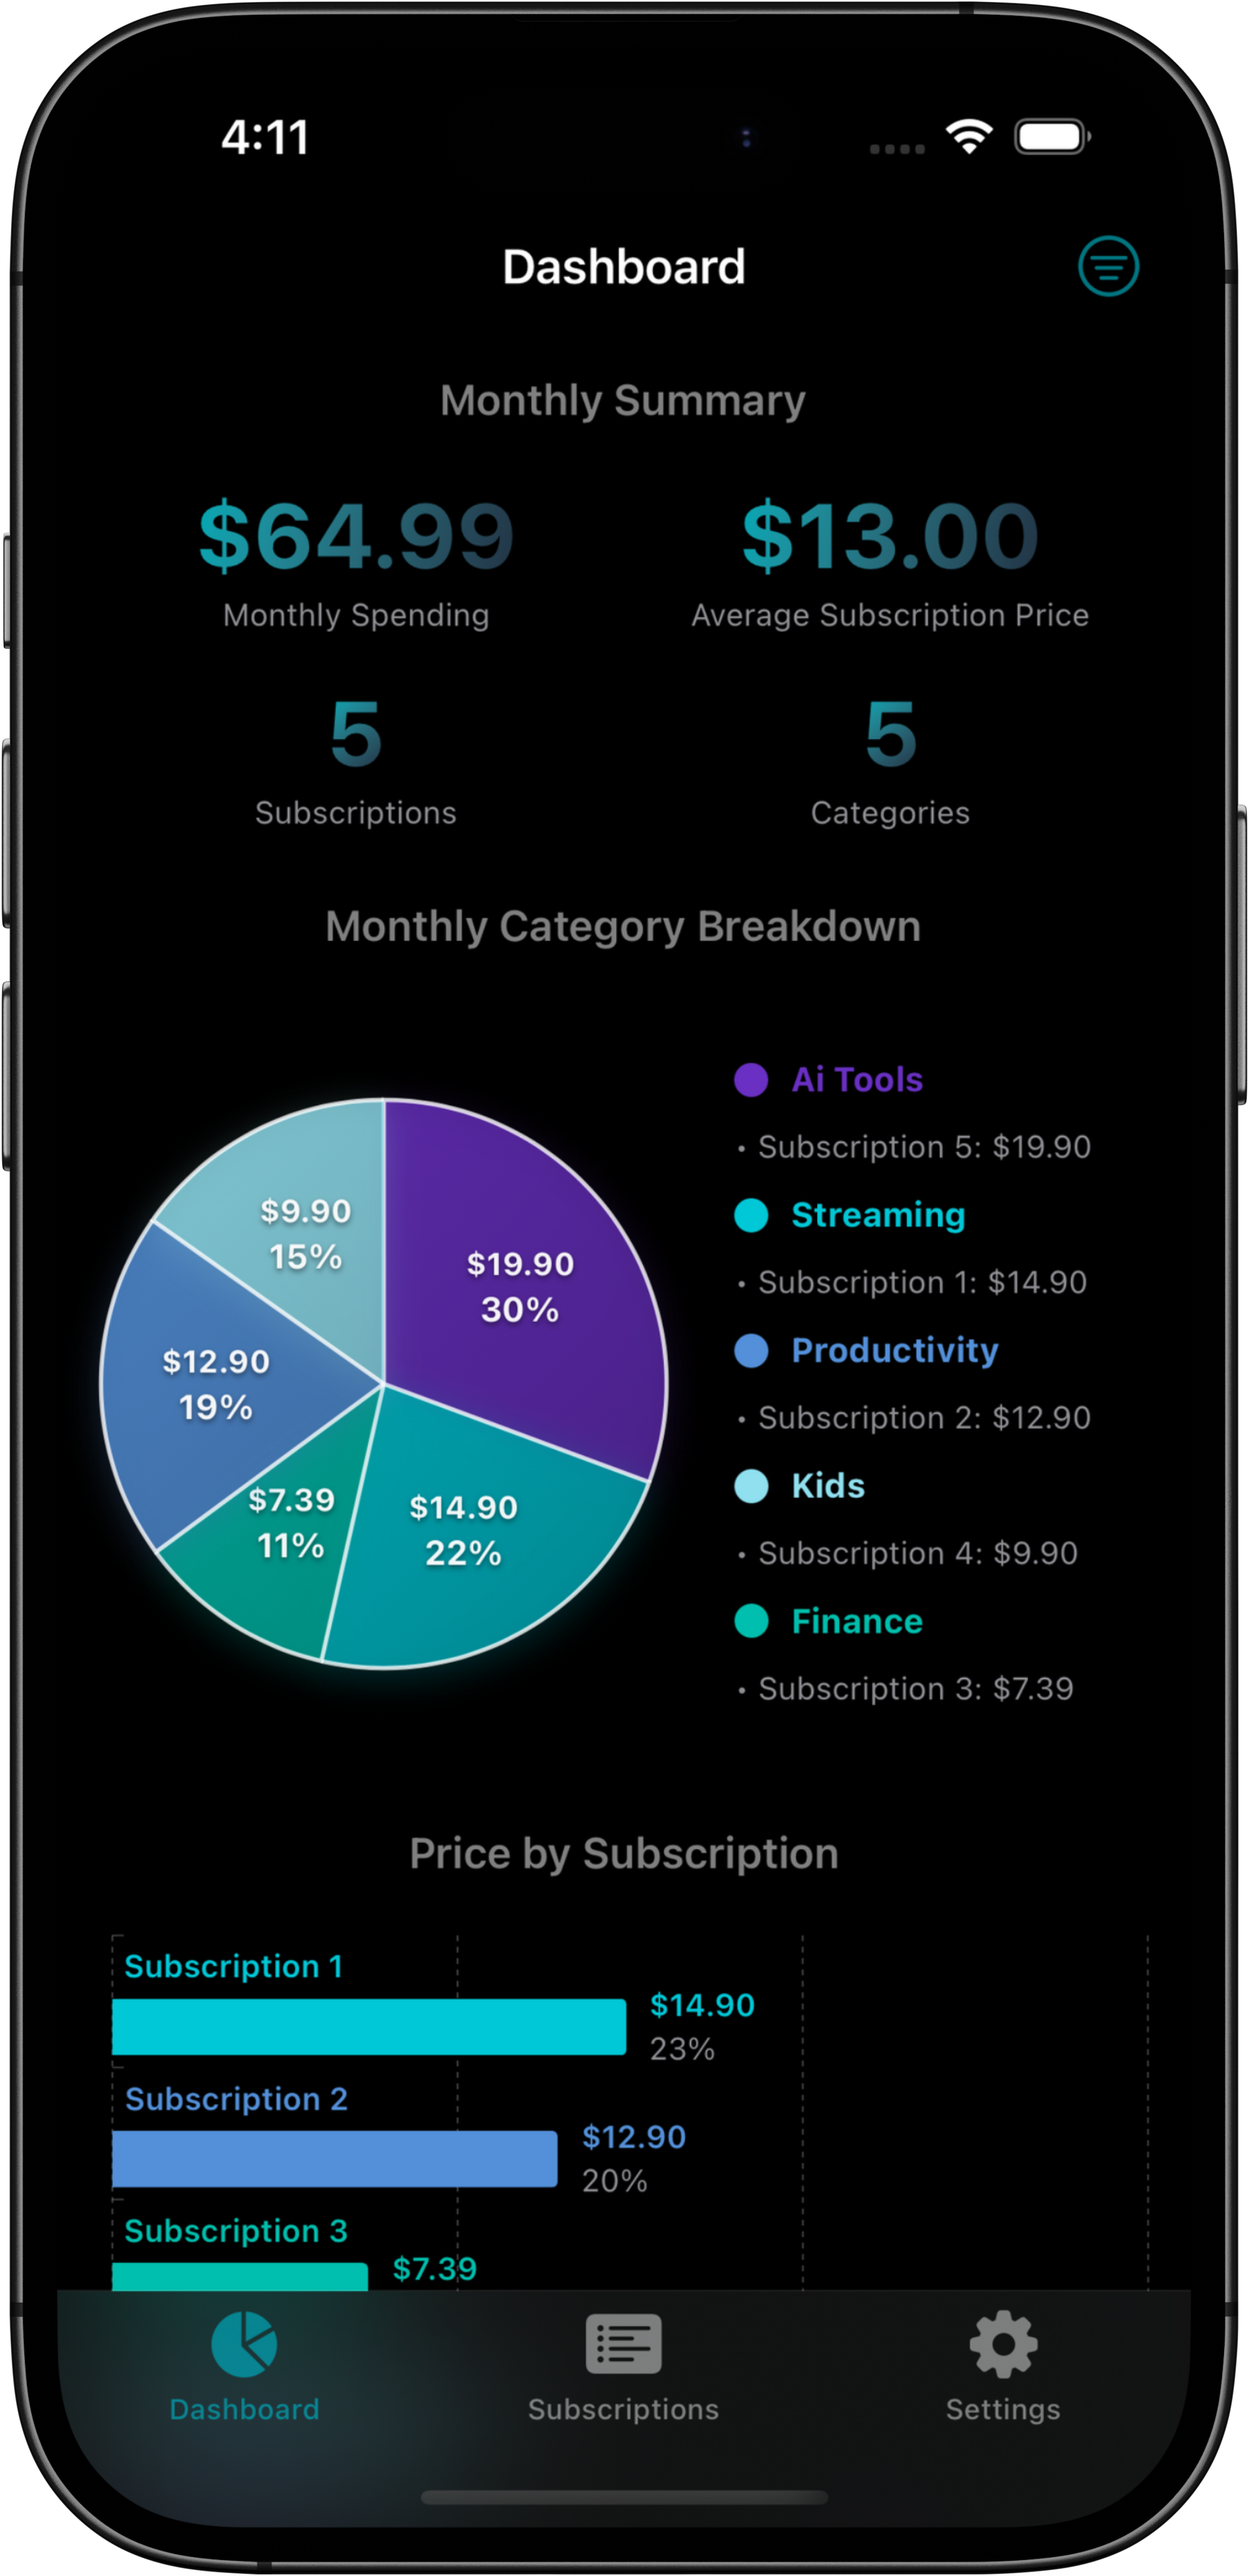 4:11
Dashboard
Monthly Summary
$64.99
Monthly Spending
$13.00
Average Subscription Price
5
Subscriptions
5
Categories
Monthly Category Breakdown
$9.90
15%
$19.90
30%
$12.90
19%
$7.39
11%
$14.90
22%
Ai Tools
• Subscription 5: $19.90
Streaming
• Subscription 1: $14.90
Productivity
• Subscription 2: $12.90
Kids
• Subscription 4: $9.90
Finance
• Subscription 3: $7.39
Price by Subscription
Subscription 1
$14.90
23%
Subscription 2
$12.90
20%
Subscription 3
$7.39
Dashboard
Subscriptions
Settings